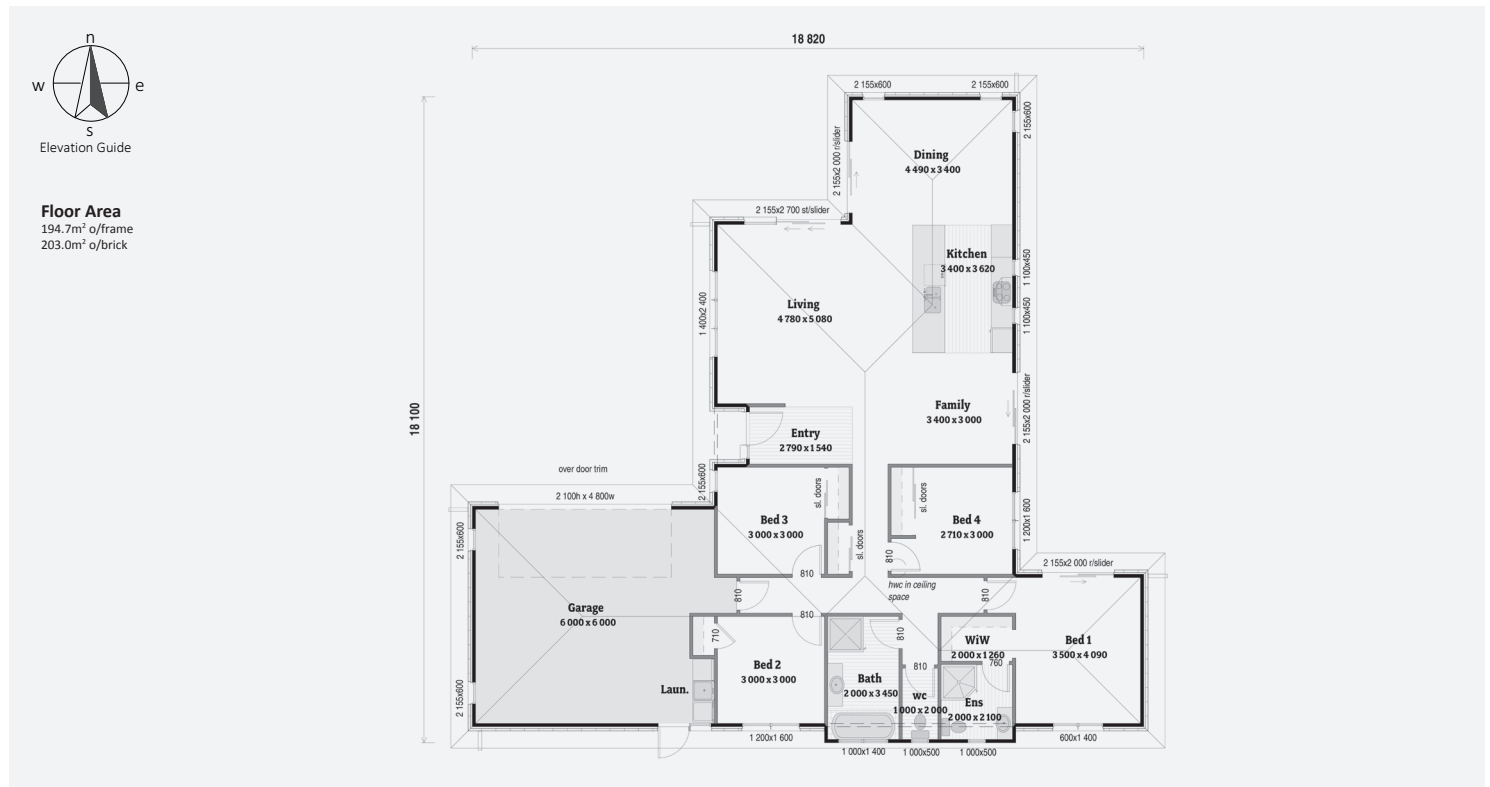 n
w
e
s
Elevation Guide
Floor Area
194.7m² o/frame
203.0m² o/brick
18 820
18 100
2 155x600
2 155x600
2 155x600
2 155x2 000 r/slider
Dining
4 490 x 3 400
2 155x2 700 st/slider
Kitchen
3 400 x 3 620
1 100x450
1 100x450
1 400x2 400
Living
4 780 x 5 080
2 155x2 000 r/slider
Family
3 400 x 3 000
Entry
2 790 x 1 540
over door trim
2 100h x 4 800w
2 155x600
sl. doors
sl. doors
Bed 3
3 000 x 3 000
Bed 4
2 710 x 3 000
1 200x1 600
2 155x600
sl. doors
810
810
hwc in ceiling
space
2 155x2 000 r/slider
810
810
Garage
6 000 x 6 000
810
710
810
WiW
2 000 x 1 260
Bed 1
3 500 x 4 090
760
810
Bed 2
3 000 x 3 000
Bath
2 000 x 3 450
Laun.
wc
1 000 x 2 000
Ens
2 000 x 2 100
2 155x600
1 200x1 600
1 000x1 400
1 000x500
1 000x500
600x1 400